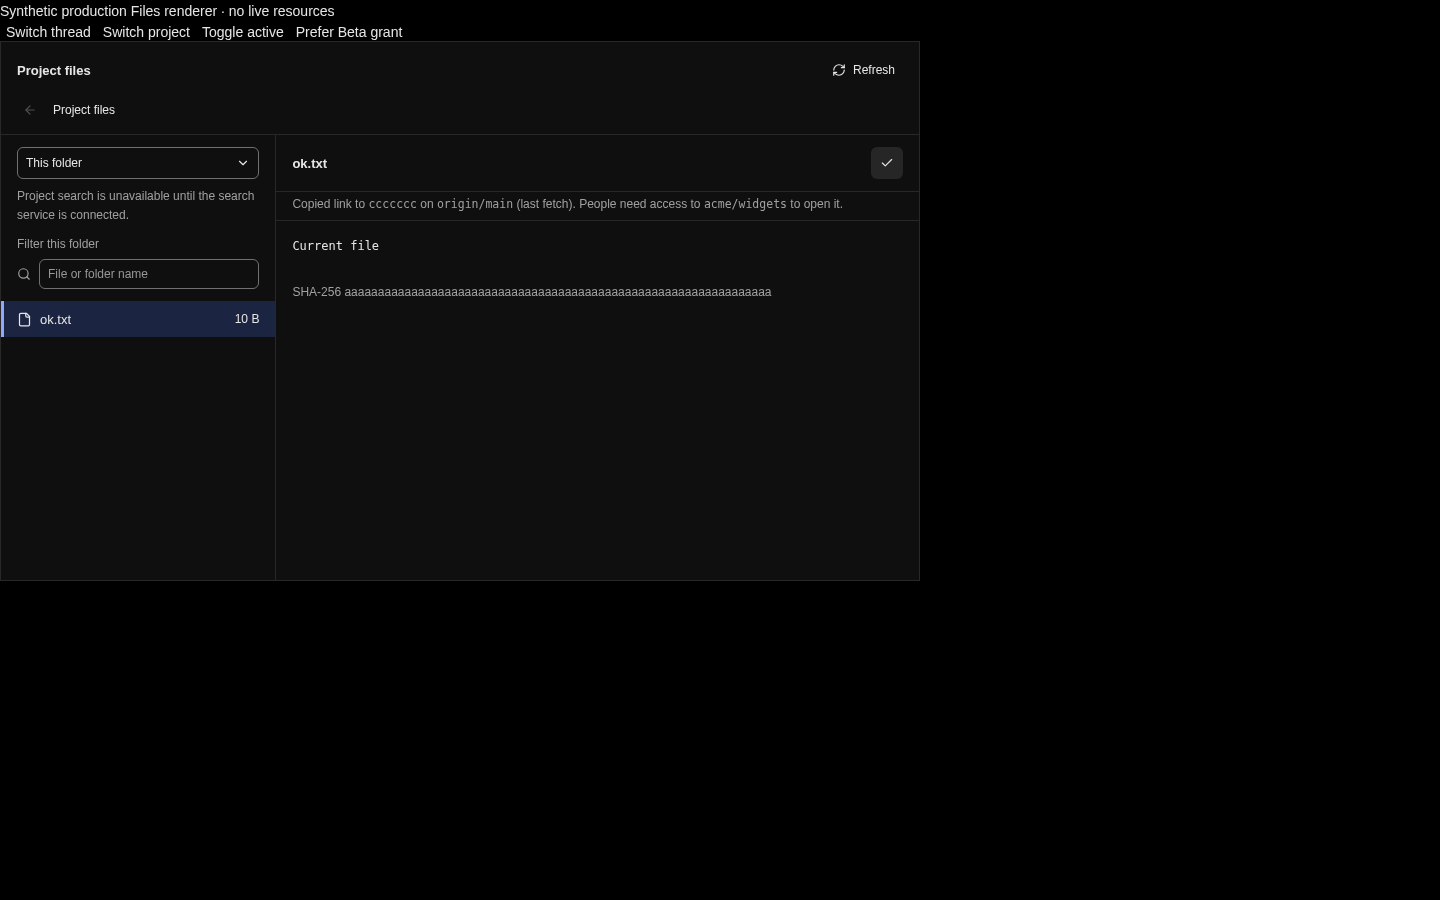 Synthetic production Files renderer · no live resources
Switch thread Switch project Toggle active Prefer Beta grant
Project files
Refresh
Project files
This folder
Project search is unavailable until the search
service is connected.
Filter this folder
File or folder name
ok.txt 10 B
ok.txt
Copied link to ccccccc on origin/main (last fetch). People need access to acme/widgets to open it.
Current file
SHA-256 aaaaaaaaaaaaaaaaaaaaaaaaaaaaaaaaaaaaaaaaaaaaaaaaaaaaaaaaaaaaaaaa